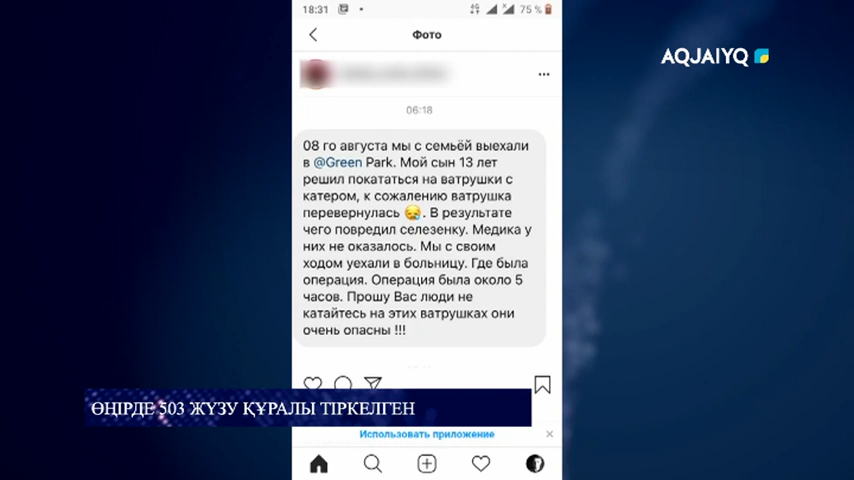 18:31
4G
75 %
Фото
AQJAIYQ
06:18
08 го августа мы с семьёй выехали
в @Green Park. Мой сын 13 лет
решил покататься на ватрушки с
катером, к сожалению ватрушка
перевернулась 😪. В результате
чего повредил селезенку. Медика у
них не оказалось. Мы с своим
ходом уехали в больницу. Где была
операция. Операция была около 5
часов. Прошу Вас люди не
катайтесь на этих ватрушках они
очень опасны !!!
ӨҢІРДЕ 503 ЖҮЗУ ҚҰРАЛЫ ТІРКЕЛГЕН
Использовать приложение